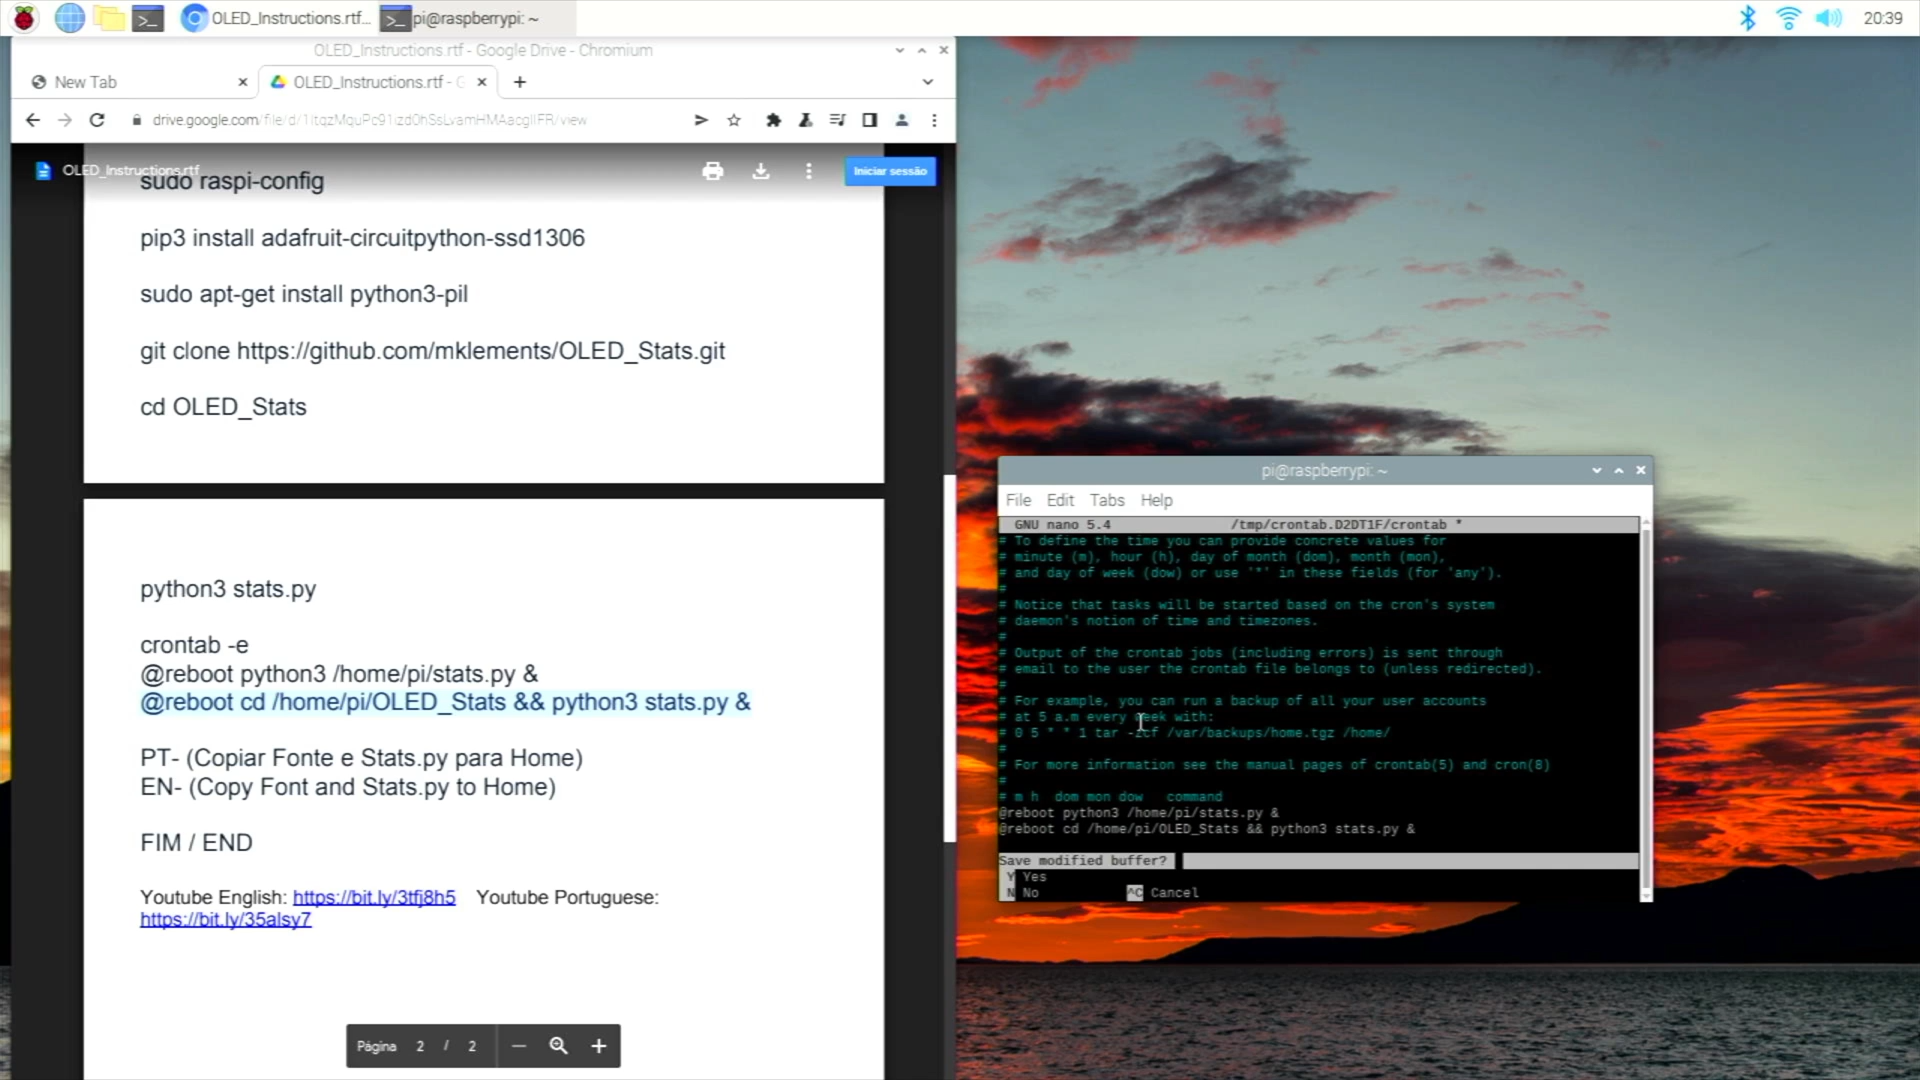 OLED_Instructions.rtf...
pi@raspberrypi: ~
20:39
OLED_Instructions.rtf - Google Drive - Chromium
New Tab
OLED_Instructions.rtf - G
drive.google.com/file/d/
OLED_Instructions.rtf
Iniciar sessão
sudo raspi-config
pip3 install adafruit-circuitpython-ssd1306
sudo apt-get install python3-pil
git clone https://github.com/mklements/OLED_Stats.git
cd OLED_Stats
python3 stats.py
crontab -e
@reboot python3 /home/pi/stats.py &
@reboot cd /home/pi/OLED_Stats && python3 stats.py &
PT- (Copiar Fonte e Stats.py para Home)
EN- (Copy Font and Stats.py to Home)
FIM / END
Youtube English: https://bit.ly/3tfj8h5 Youtube Portuguese:
https://bit.ly/35alsy7
Página 2 / 2
pi@raspberrypi: ~
File Edit Tabs Help
GNU nano 5.4 /tmp/crontab.D2DT1F/crontab *
# To define the time you can provide concrete values for
# minute (m), hour (h), day of month (dom), month (mon),
# and day of week (dow) or use '*' in these fields (for 'any').
#
# Notice that tasks will be started based on the cron's system
# daemon's notion of time and timezones.
#
# Output of the crontab jobs (including errors) is sent through
# email to the user the crontab file belongs to (unless redirected).
#
# For example, you can run a backup of all your user accounts
# at 5 a.m every week with:
# 0 5 * * 1 tar -zcf /var/backups/home.tgz /home/
#
# For more information see the manual pages of crontab(5) and cron(8)
#
# m h dom mon dow command
@reboot python3 /home/pi/stats.py &
@reboot cd /home/pi/OLED_Stats && python3 stats.py &
Save modified buffer?
Y Yes
N No ^C Cancel